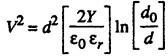 V² = d² [2Y / ε₀ εᵣ] ln [d₀ / d]